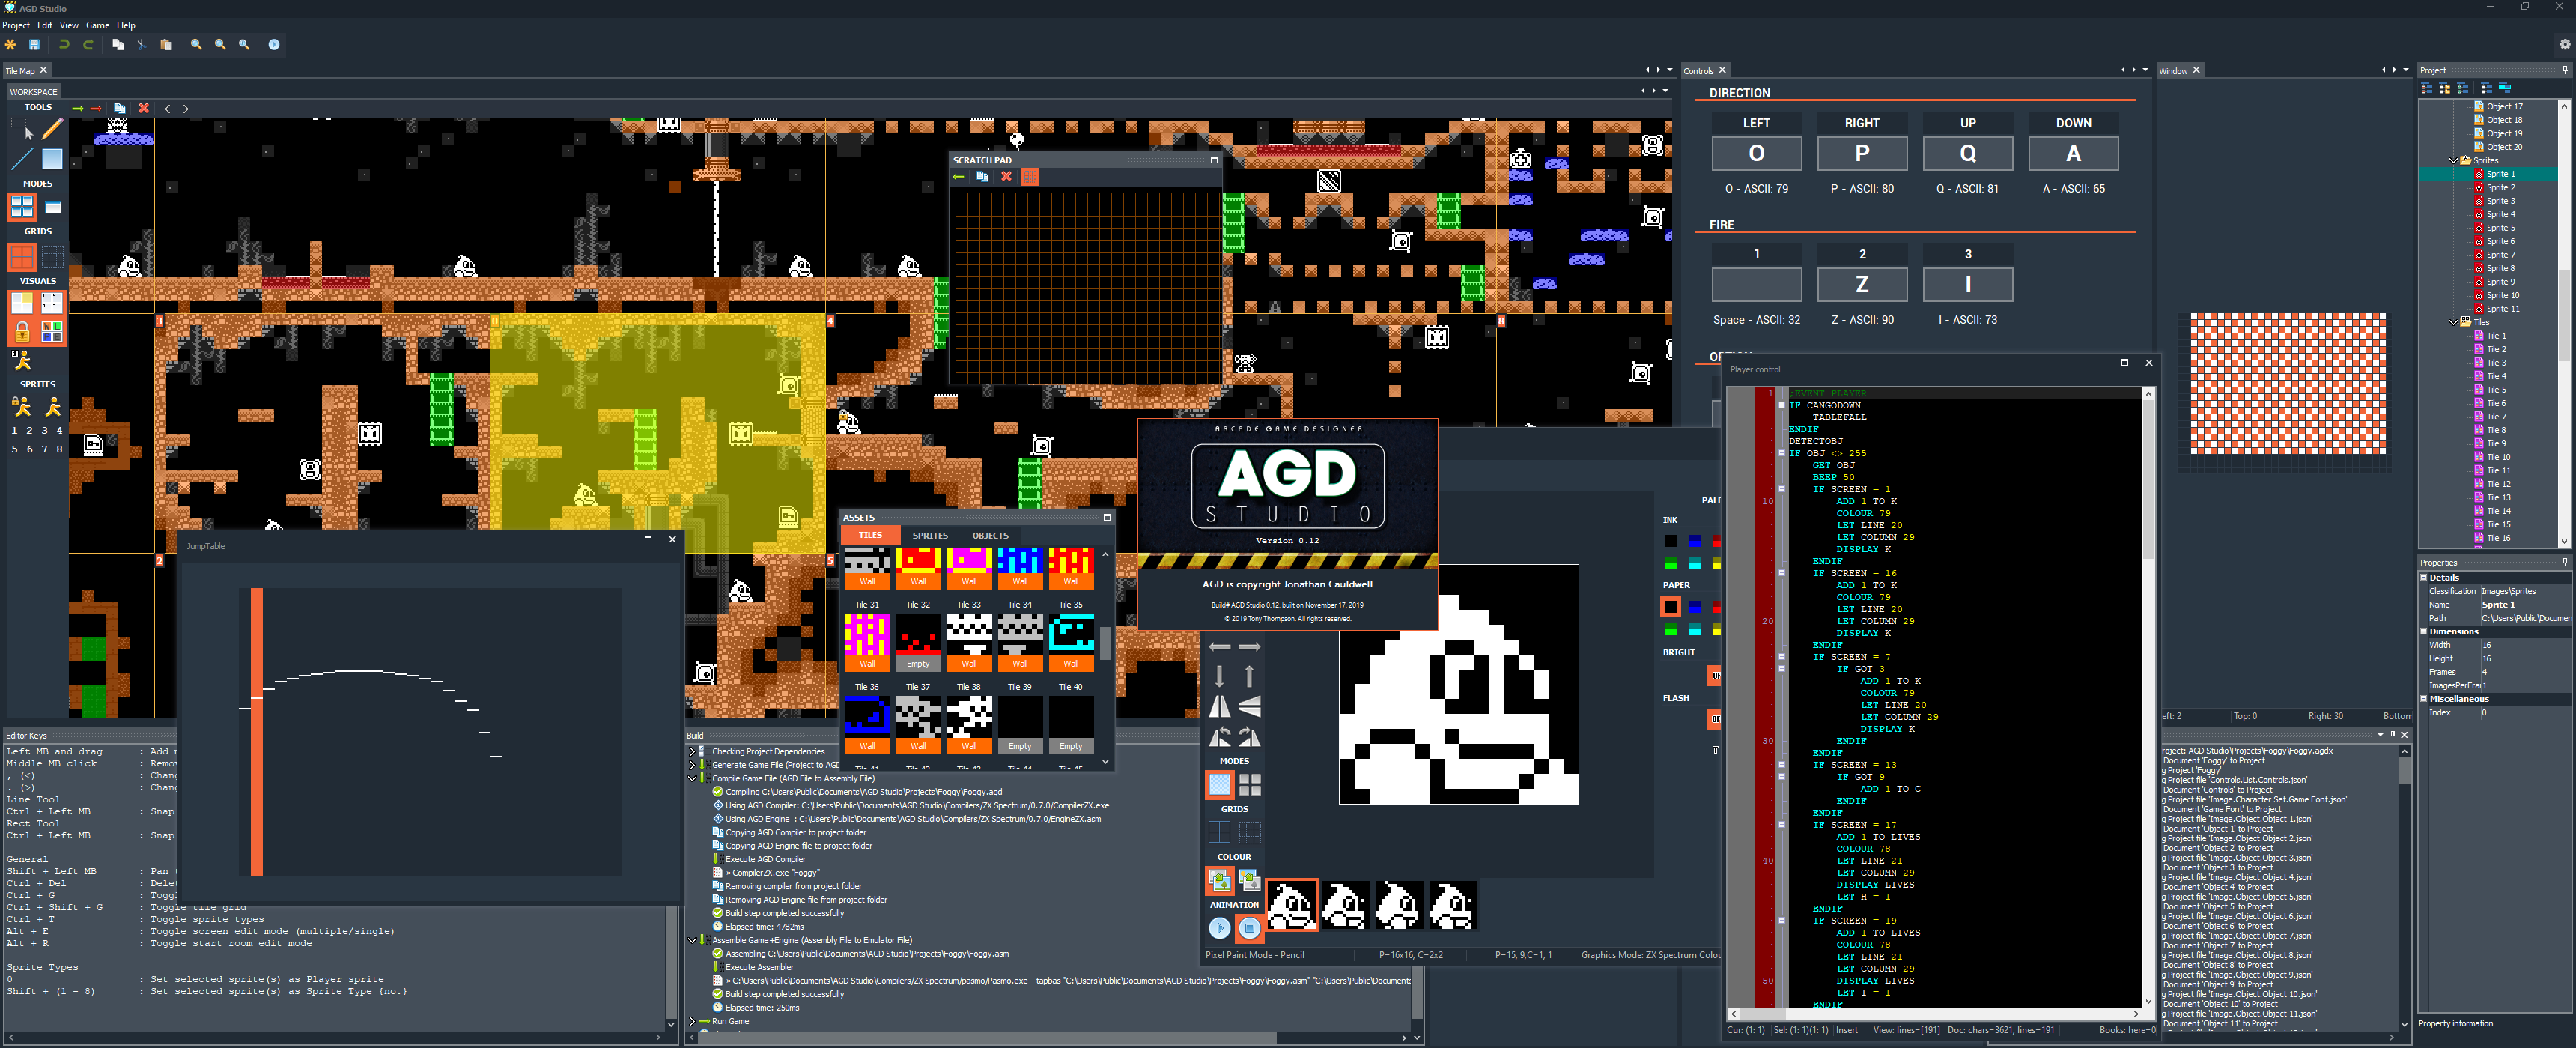 AGD Studio
Project Edit View Game Help
Tile Map
WORKSPACE
TOOLS
MODES
GRIDS
VISUALS
SPRITES
1 2 3 4
5 6 7 8
3
4
8
2
5
SCRATCH PAD
JumpTable
ASSETS
TILES SPRITES OBJECTS
Wall Wall Wall Wall Wall
Tile 31 Tile 32 Tile 33 Tile 34 Tile 35
Wall Empty Wall Wall Wall
Tile 36 Tile 37 Tile 38 Tile 39 Tile 40
Wall Wall Wall Empty Empty
ARCADE GAME DESIGNER
AGD
STUDIO
Version 0.12
AGD is copyright Jonathan Cauldwell
Build# AGD Studio 0.12, built on November 17, 2019
© 2019 Tony Thompson. All rights reserved.
INK
PAPER
BRIGHT
FLASH
MODES
GRIDS
COLOUR
ANIMATION
Pixel Paint Mode - Pencil P=16x16, C=2x2 P=15, 9,C=1, 1 Graphics Mode: ZX Spectrum Colou
Controls
DIRECTION
LEFT RIGHT UP DOWN
O P Q A
O - ASCII: 79 P - ASCII: 80 Q - ASCII: 81 A - ASCII: 65
FIRE
1 2 3
Z I
Space - ASCII: 32 Z - ASCII: 90 I - ASCII: 73
Player control
1 ;EVENT PLAYER
IF CANGODOWN
TABLEFALL
ENDIF
DETECTOBJ
IF OBJ <> 255
GET OBJ
BEEP 50
IF SCREEN = 1
10 ADD 1 TO K
COLOUR 79
LET LINE 20
LET COLUMN 29
DISPLAY K
ENDIF
IF SCREEN = 16
ADD 1 TO K
COLOUR 79
LET LINE 20
20 LET COLUMN 29
DISPLAY K
ENDIF
IF SCREEN = 7
IF GOT 3
ADD 1 TO K
COLOUR 79
LET LINE 20
LET COLUMN 29
DISPLAY K
30 ENDIF
ENDIF
IF SCREEN = 13
IF GOT 9
ADD 1 TO C
ENDIF
ENDIF
IF SCREEN = 17
ADD 1 TO LIVES
COLOUR 78
40 LET LINE 21
LET COLUMN 29
DISPLAY LIVES
LET H = 1
ENDIF
IF SCREEN = 19
ADD 1 TO LIVES
COLOUR 78
LET LINE 21
LET COLUMN 29
50 DISPLAY LIVES
LET I = 1
ENDIF
Cur: (1: 1) Sel: (1: 1)(1: 1) Insert View: lines=[191] Doc: chars=3621, lines=191 Books: here=0
Window
eft: 2 Top: 0 Right: 30 Bottom
Project
Object 17
Object 18
Object 19
Object 20
Sprites
Sprite 1
Sprite 2
Sprite 3
Sprite 4
Sprite 5
Sprite 6
Sprite 7
Sprite 8
Sprite 9
Sprite 10
Sprite 11
Tiles
Tile 1
Tile 2
Tile 3
Tile 4
Tile 5
Tile 6
Tile 7
Tile 8
Tile 9
Tile 10
Tile 11
Tile 12
Tile 13
Tile 14
Tile 15
Tile 16
Properties
Details
Classification Images\Sprites
Name Sprite 1
Path C:\Users\Public\Documer
Dimensions
Width 16
Height 16
Frames 4
ImagesPerFrai 1
Miscellaneous
Index 0
Property information
Editor Keys
Left MB and drag : Add
Middle MB click : Remov
, (<) : Chang
. (>) : Chang
Line Tool
Ctrl + Left MB : Snap
Rect Tool
Ctrl + Left MB : Snap
General
Shift + Left MB : Pan
Ctrl + Del : Delet
Ctrl + G : Toggl
Ctrl + Shift + G : Toggle tile grid
Ctrl + T : Toggle sprite types
Alt + E : Toggle screen edit mode (multiple/single)
Alt + R : Toggle start room edit mode
Sprite Types
0 : Set selected sprite(s) as Player sprite
Shift + (1 - 8) : Set selected sprite(s) as Sprite Type {no.}
Build
Checking Project Dependencies
Generate Game File (Project to AGD
Compile Game File (AGD File to Assembly File)
Compiling C:\Users\Public\Documents\AGD Studio\Projects\Foggy\Foggy.agd
Using AGD Compiler: C:\Users\Public\Documents\AGD Studio\Compilers/ZX Spectrum/0.7.0/CompilerZX.exe
Using AGD Engine : C:\Users\Public\Documents\AGD Studio\Compilers/ZX Spectrum/0.7.0/EngineZX.asm
Copying AGD Compiler to project folder
Copying AGD Engine file to project folder
Execute AGD Compiler
» CompilerZX.exe "Foggy"
Removing compiler from project folder
Removing AGD Engine file from project folder
Build step completed successfully
Elapsed time: 4782ms
Assemble Game+Engine (Assembly File to Emulator File)
Assembling C:\Users\Public\Documents\AGD Studio\Projects\Foggy\Foggy.asm
Execute Assembler
» C:\Users\Public\Documents\AGD Studio\Compilers/ZX Spectrum/pasmo/Pasmo.exe --tapbas "C:\Users\Public\Documents\AGD Studio\Projects\Foggy\Foggy.asm" "C:\Users\Public\Documents
Build step completed successfully
Elapsed time: 250ms
Run Game
roject: AGD Studio\Projects\Foggy\Foggy.agdx
Document 'Foggy' to Project
g Project 'Foggy'
g Project file 'Controls.List.Controls.json'
Document 'Controls' to Project
g Project file 'Image.Character Set.Game Font.json'
Document 'Game Font' to Project
g Project file 'Image.Object.Object 1.json'
Document 'Object 1' to Project
g Project file 'Image.Object.Object 2.json'
Document 'Object 2' to Project
g Project file 'Image.Object.Object 3.json'
Document 'Object 3' to Project
g Project file 'Image.Object.Object 4.json'
Document 'Object 4' to Project
g Project file 'Image.Object.Object 5.json'
Document 'Object 5' to Project
g Project file 'Image.Object.Object 6.json'
Document 'Object 6' to Project
g Project file 'Image.Object.Object 7.json'
Document 'Object 7' to Project
g Project file 'Image.Object.Object 8.json'
Document 'Object 8' to Project
g Project file 'Image.Object.Object 9.json'
Document 'Object 9' to Project
g Project file 'Image.Object.Object 10.json'
Document 'Object 10' to Project
g Project file 'Image.Object.Object 11.json'
Document 'Object 11' to Project